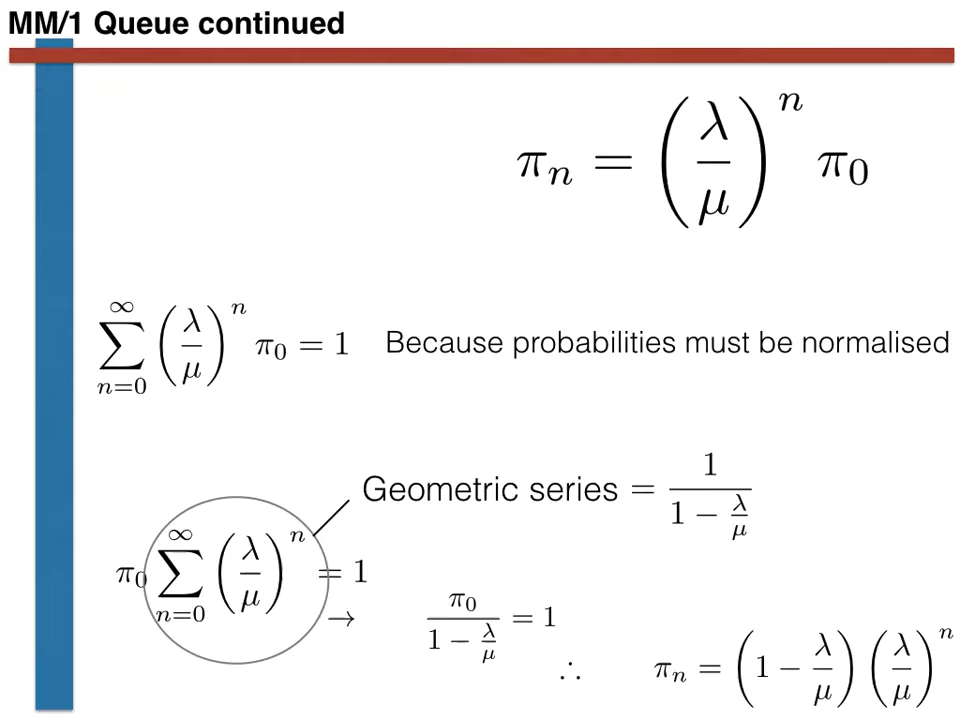 MM/1 Queue continued
π_n = (λ/μ)^n π_0
∑_{n=0}^{∞} (λ/μ)^n π_0 = 1 Because probabilities must be normalised
Geometric series = 1/(1 − λ/μ)
π_0 ∑_{n=0}^{∞} (λ/μ)^n = 1
→ π_0/(1 − λ/μ) = 1
∴ π_n = (1 − λ/μ) (λ/μ)^n